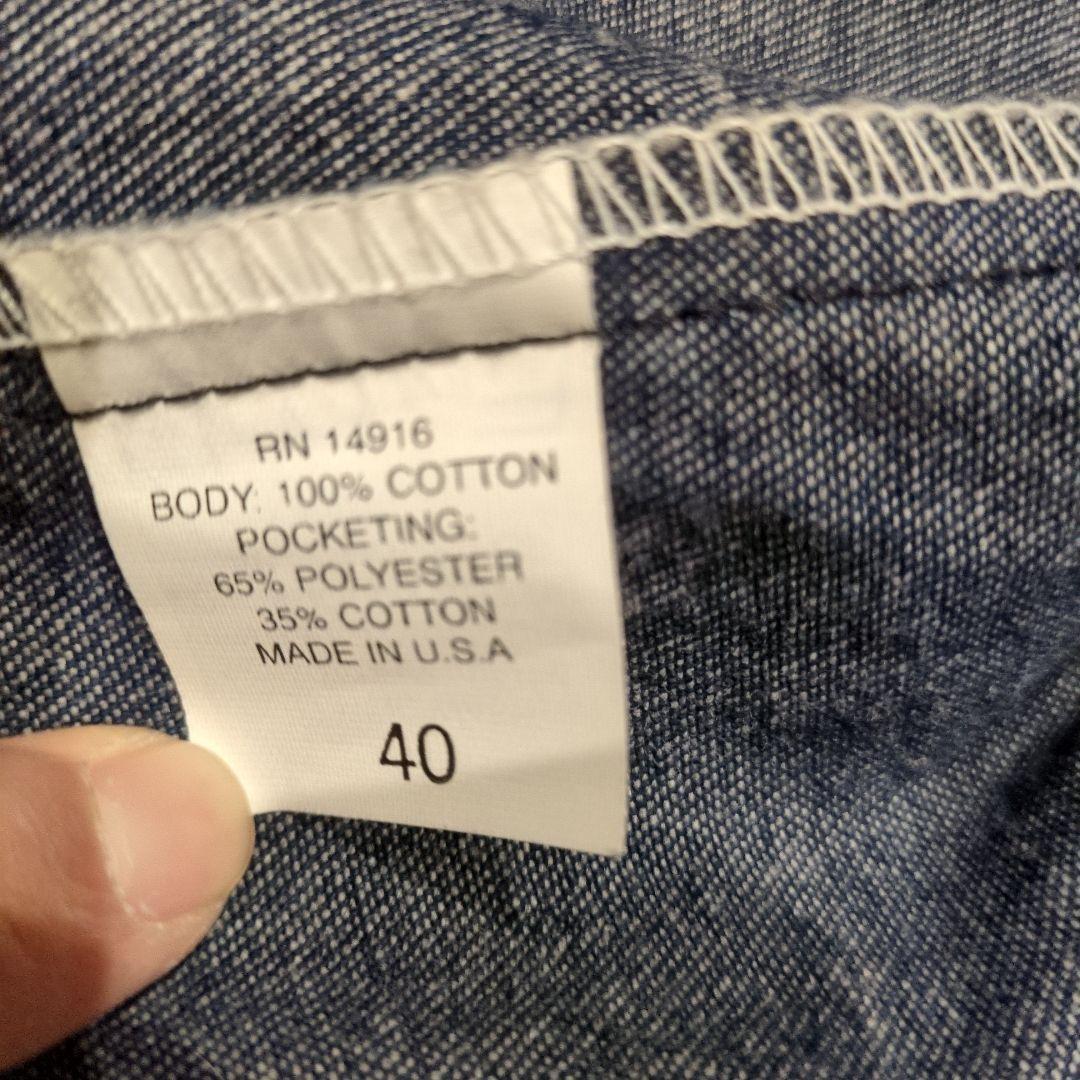 RN 14916
BODY: 100% COTTON
POCKETING:
65% POLYESTER
35% COTTON
MADE IN U.S.A
40